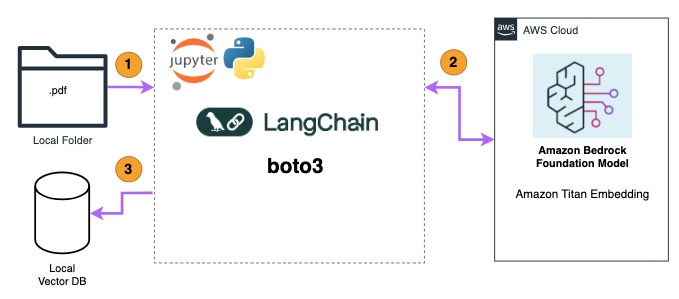 1
.pdf
Local Folder
3
Local
Vector DB
jupyter
LangChain
boto3
2
aws
AWS Cloud
Amazon Bedrock
Foundation Model
Amazon Titan Embedding